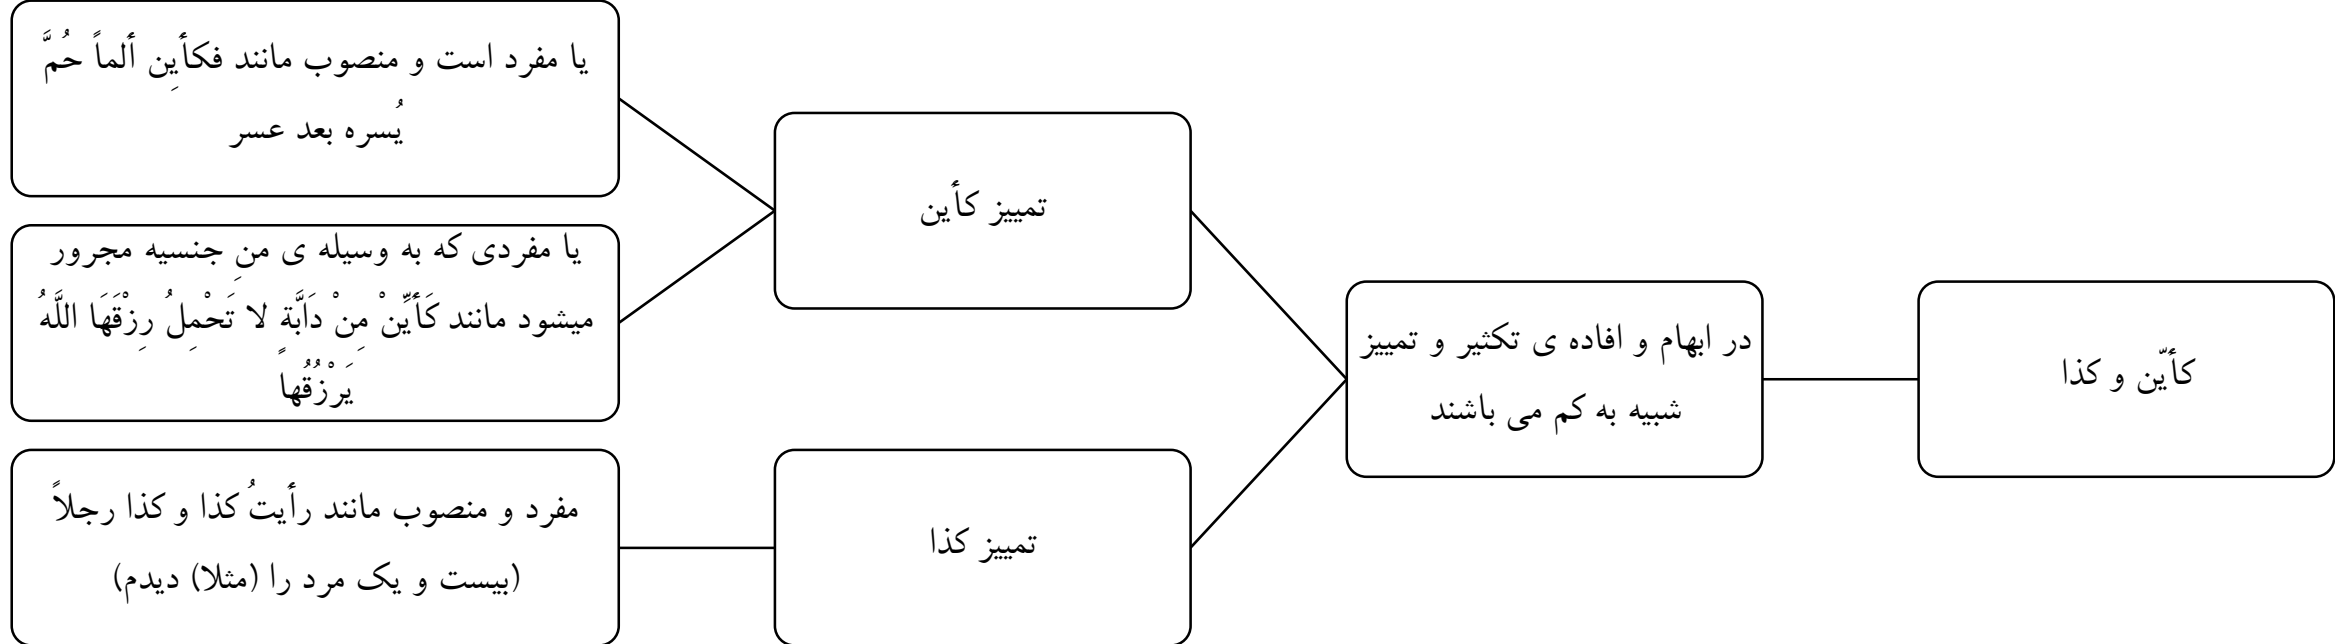 کأیّن و کذا
در ابهام و افاده ی تکثیر و تمییز
شبیه به کم می باشند
تمییز کأین
یا مفرد است و منصوب مانند فکأیِن ألماً حُمَّ
یُسره بعد عسر
یا مفردی که به وسیله ی منِ جنسیه مجرور
میشود مانند کَأَیِّنْ مِنْ دَابَّةٍ لا تَحْمِلُ رِزْقَهَا اللَّهُ
یَرْزُقُها
تمییز کذا
مفرد و منصوب مانند رأیتُ کذا و کذا رجلاً
(بیست و یک مرد را (مثلا) دیدم)